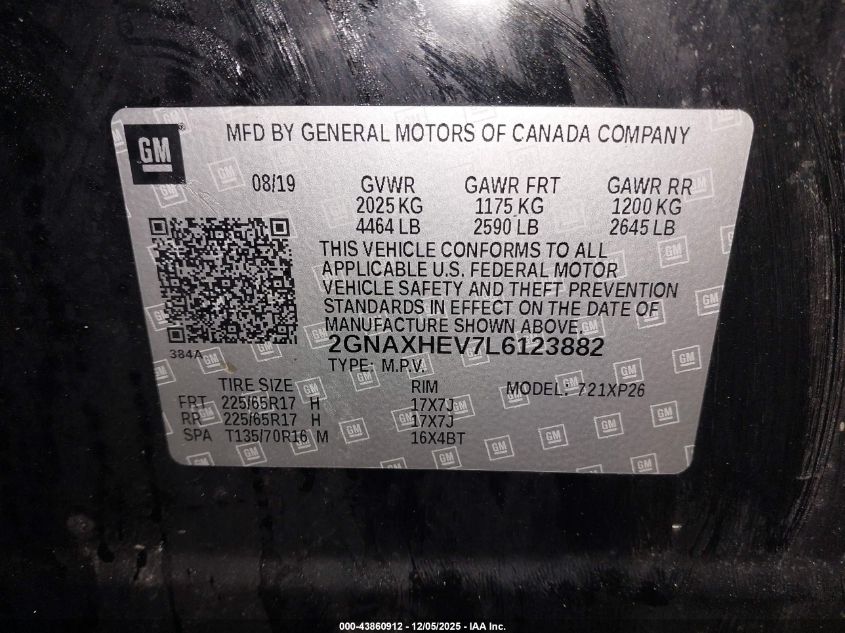 GM
MFD BY GENERAL MOTORS OF CANADA COMPANY
08/19 GVWR GAWR FRT GAWR RR
2025 KG 1175 KG 1200 KG
4464 LB 2590 LB 2645 LB
THIS VEHICLE CONFORMS TO ALL
APPLICABLE U.S. FEDERAL MOTOR
VEHICLE SAFETY AND THEFT PREVENTION
STANDARDS IN EFFECT ON THE DATE OF
MANUFACTURE SHOWN ABOVE.
384A
2GNAXHEV7L6123882
TYPE: M.P.V.
TIRE SIZE RIM MODEL: 721XP26
FRT 225/65R17 H 17X7J
RR 225/65R17 H 17X7J
SPA T135/70R16 M 16X4BT
000-43860912 - 12/05/2025 - IAA Inc.